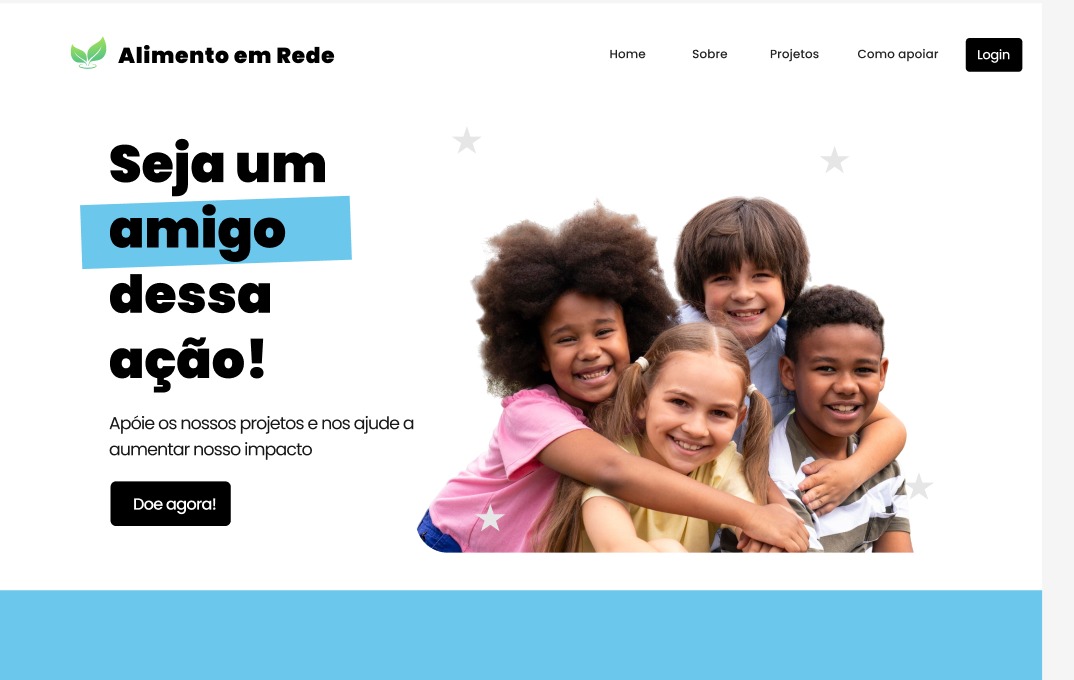 Alimento em Rede
Home
Sobre
Projetos
Como apoiar
Login
Seja um
amigo
dessa
ação!
Apóie os nossos projetos e nos ajude a
aumentar nosso impacto
Doe agora!